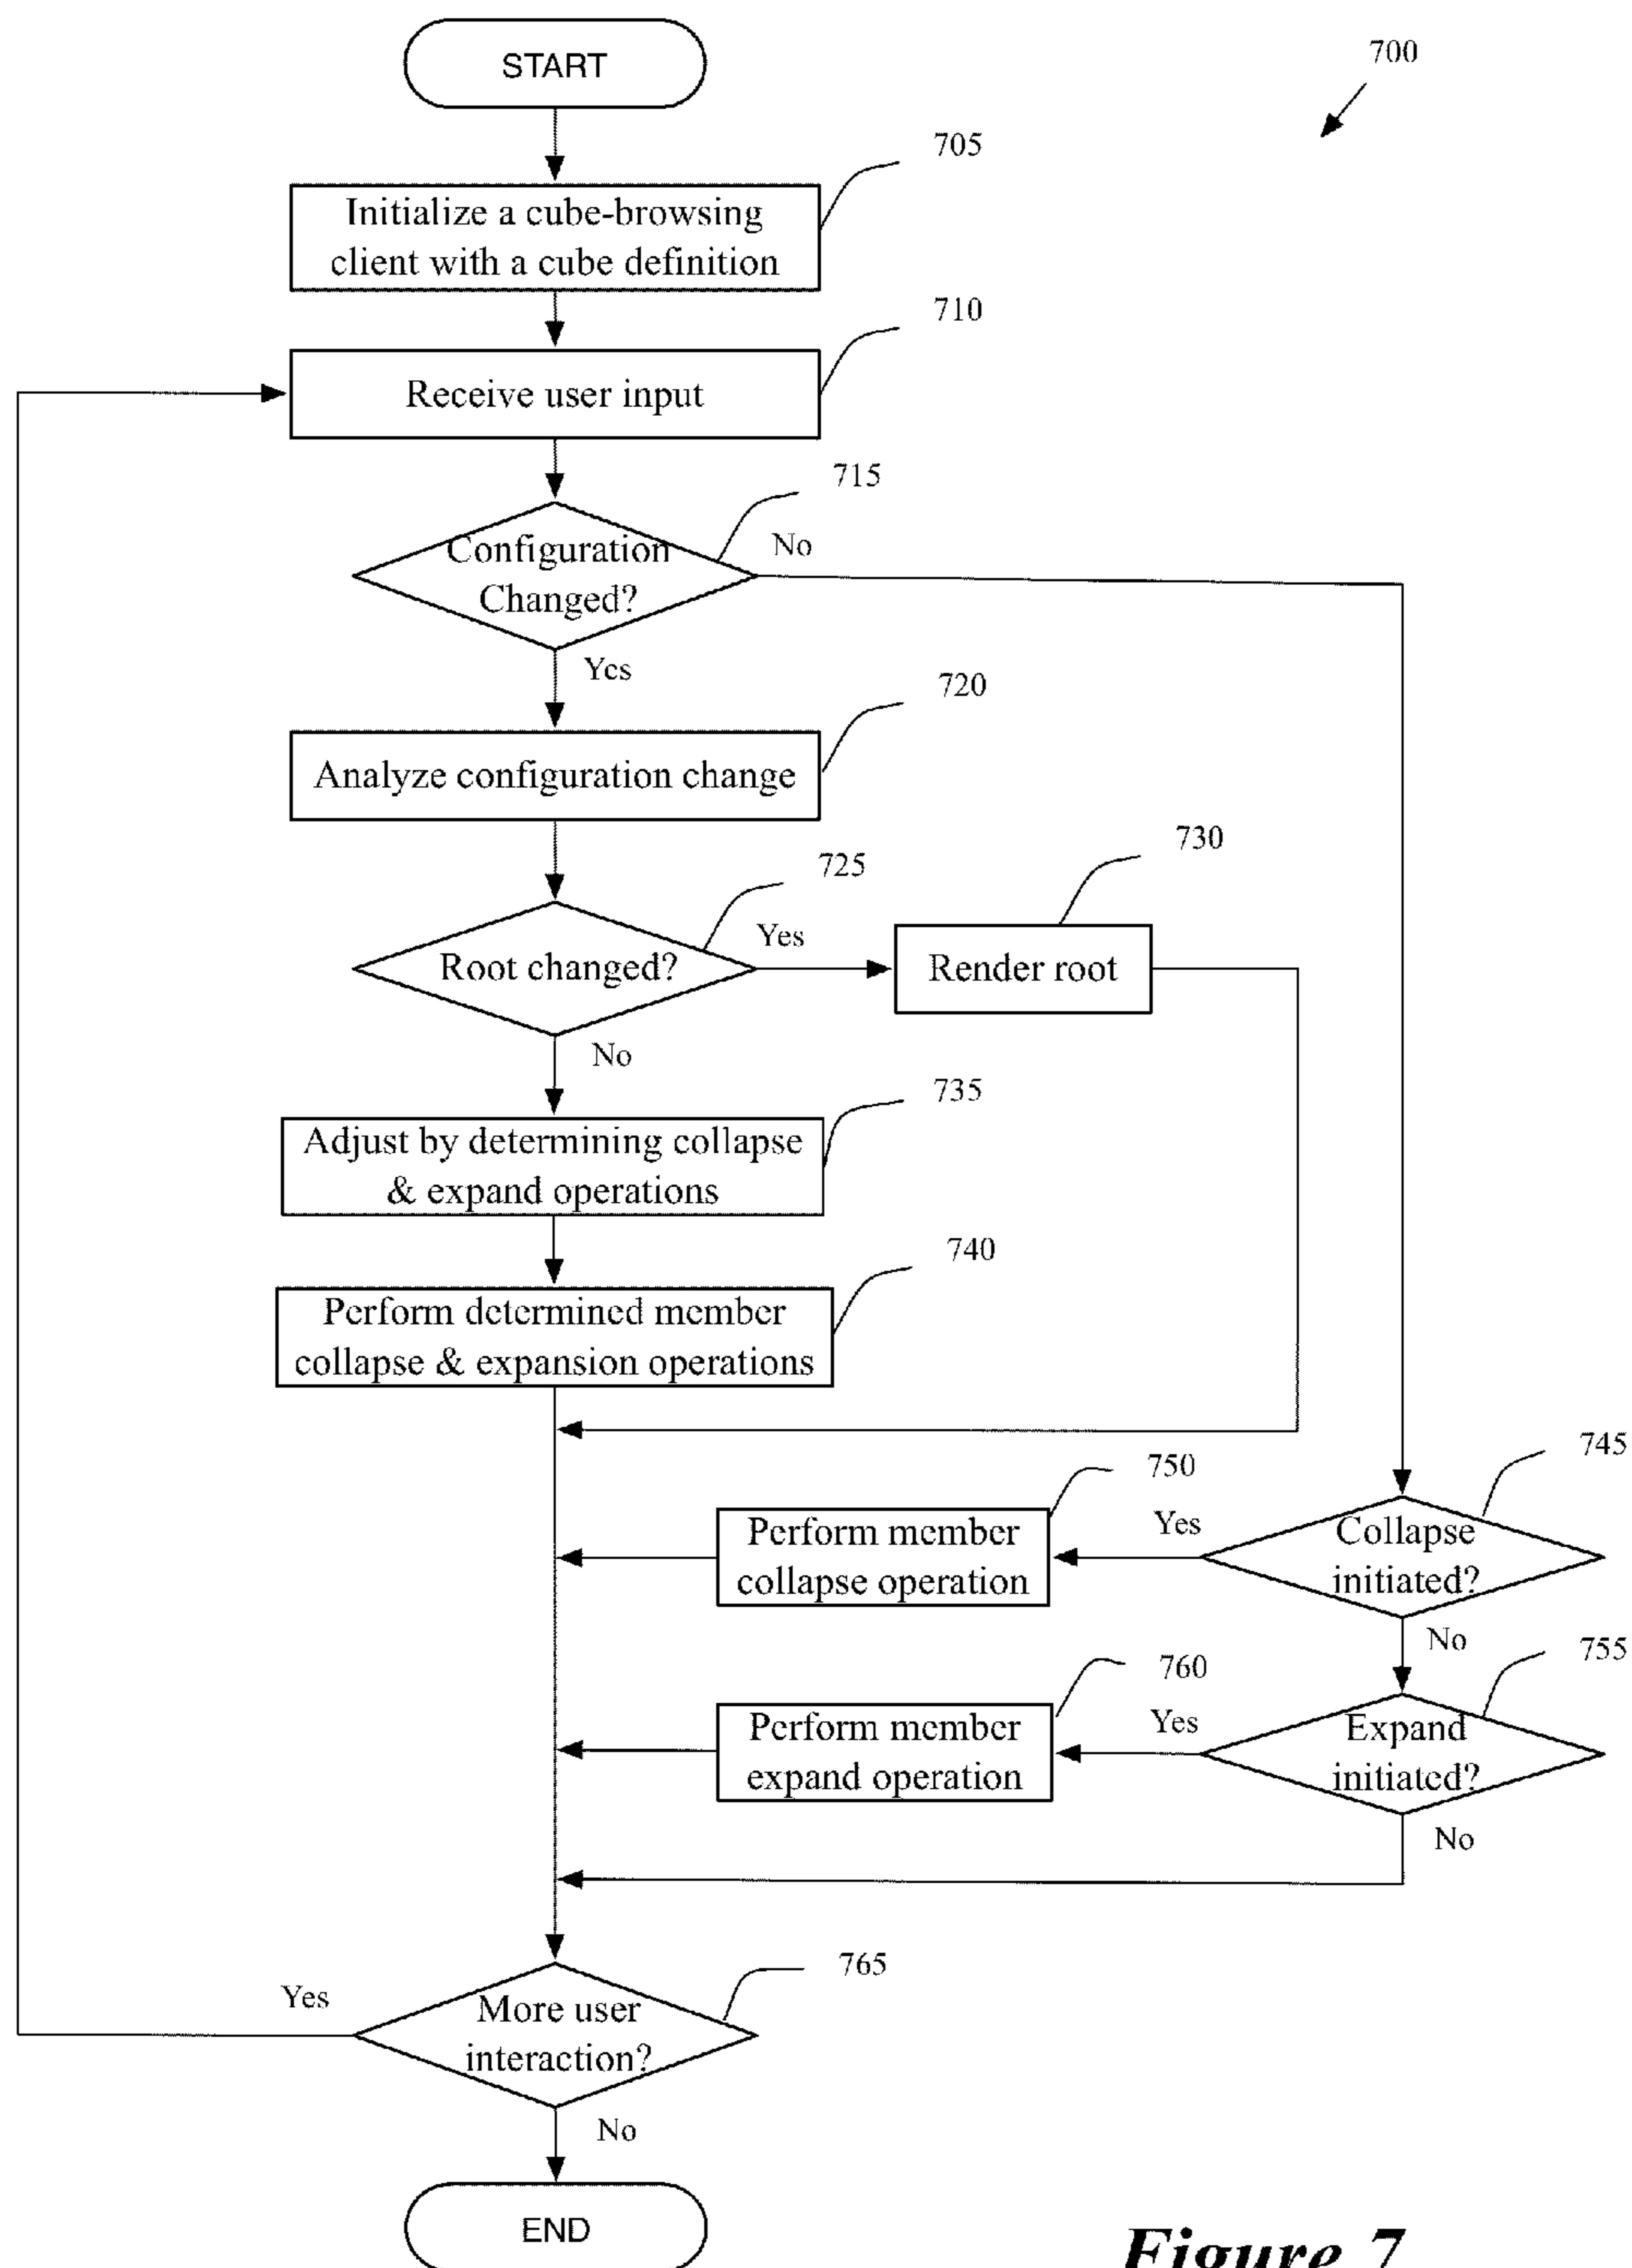 START
700
705
Initialize a cube-browsing
client with a cube definition
710
Receive user input
715
Configuration
Changed?
No
Yes
720
Analyze configuration change
725
Root changed?
Yes
730
Render root
No
735
Adjust by determining collapse
& expand operations
740
Perform determined member
collapse & expansion operations
745
Collapse
initiated?
Yes
750
Perform member
collapse operation
No
755
Expand
initiated?
Yes
760
Perform member
expand operation
No
765
More user
interaction?
Yes
No
END
Figure 7